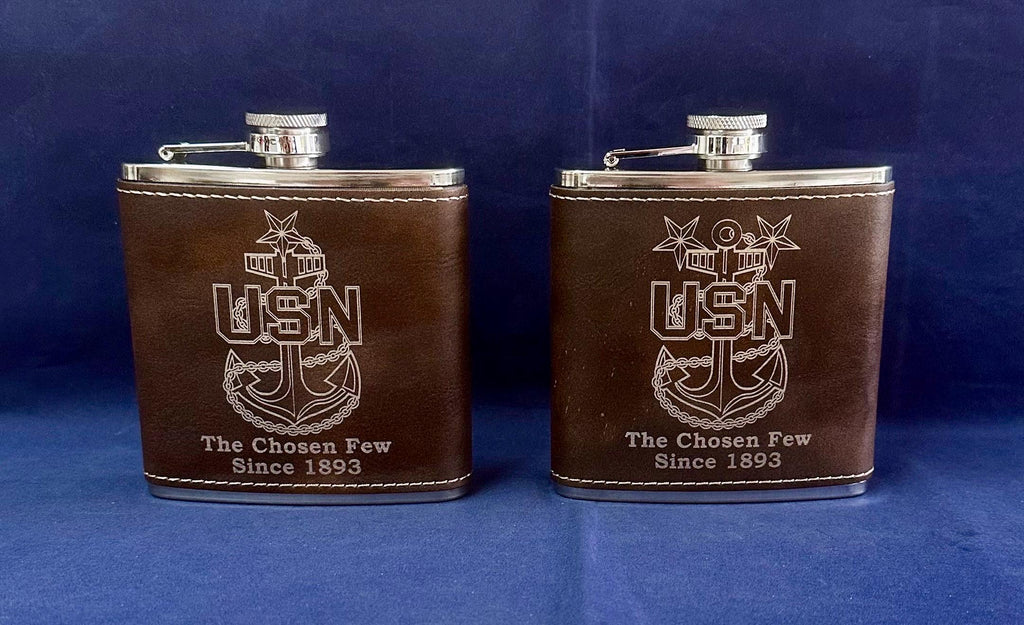 USN
The Chosen Few
Since 1893
USN
The Chosen Few
Since 1893